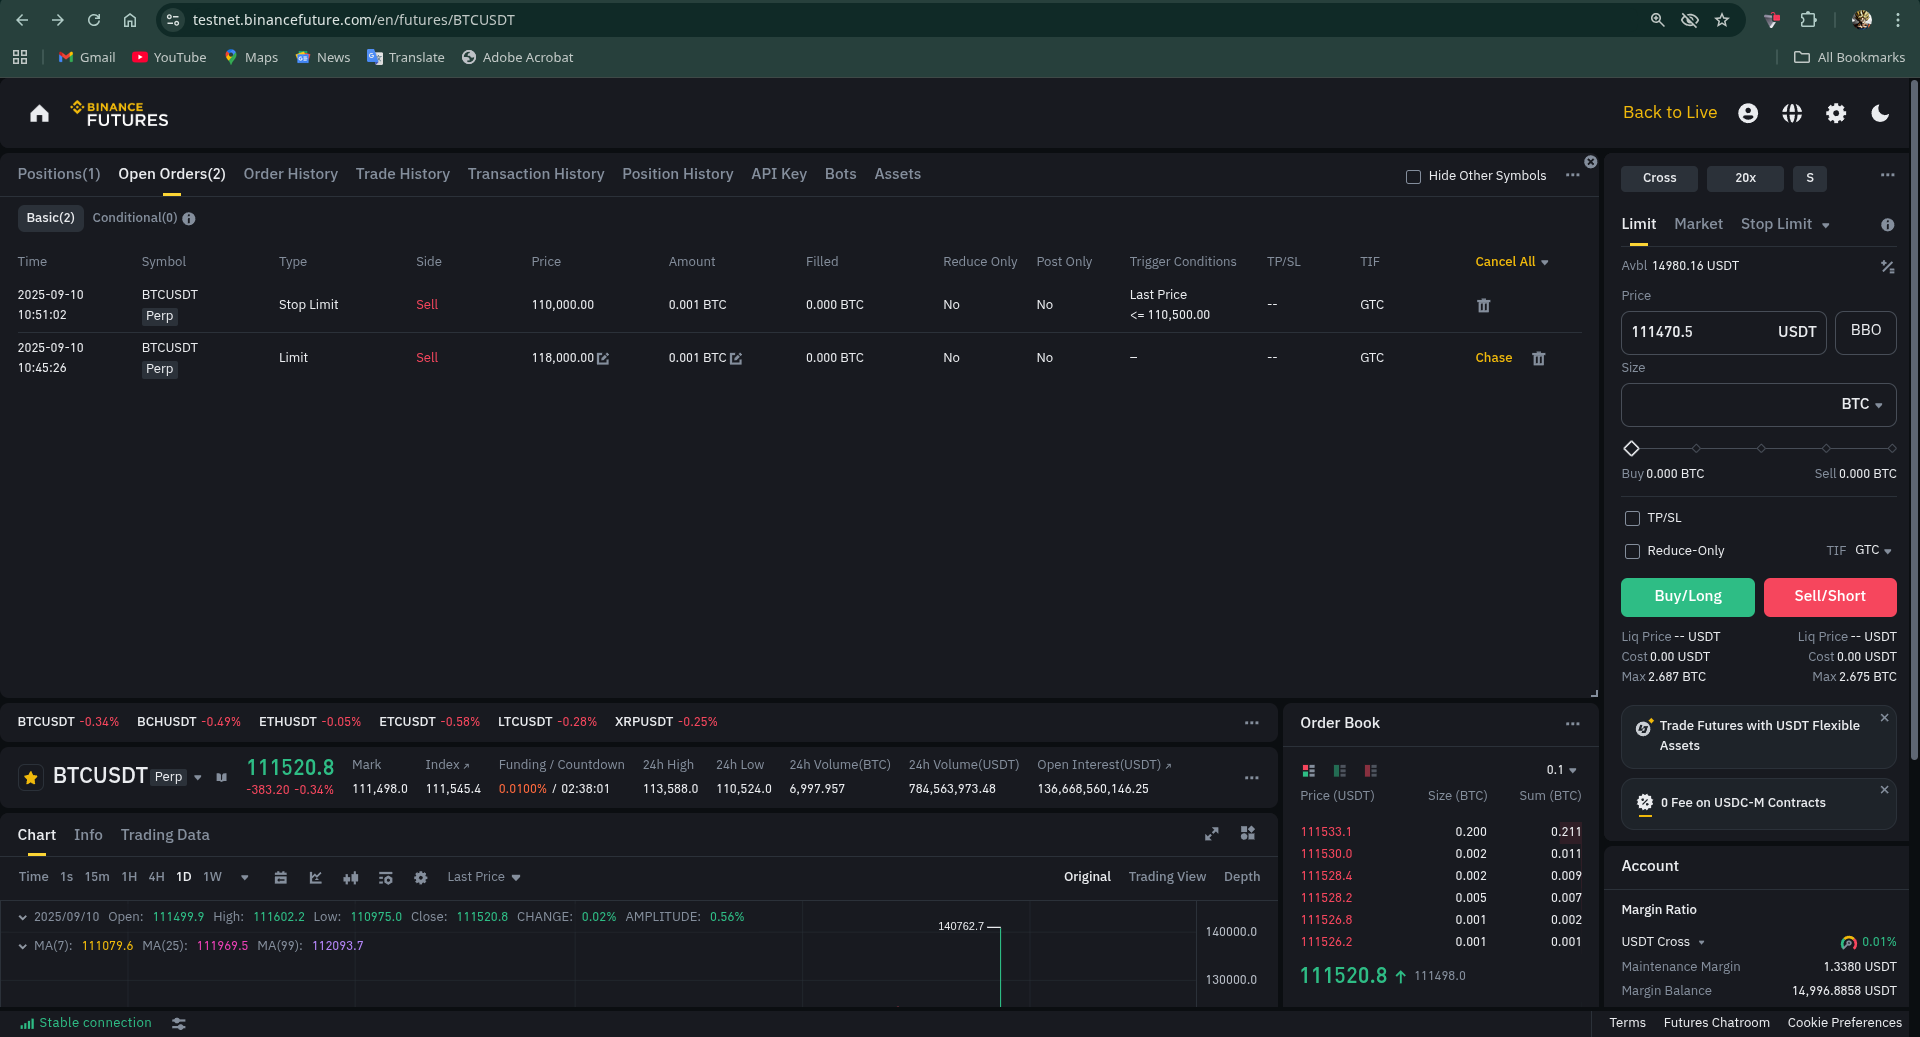 testnet.binancefuture.com/en/futures/BTCUSDT
Gmail YouTube Maps News Translate Adobe Acrobat All Bookmarks
BINANCE
FUTURES
Back to Live
Positions(1) Open Orders(2) Order History Trade History Transaction History Position History API Key Bots Assets Hide Other Symbols
Basic(2) Conditional(0)
Time Symbol Type Side Price Amount Filled Reduce Only Post Only Trigger Conditions TP/SL TIF Cancel All
2025-09-10 BTCUSDT Last Price
Stop Limit Sell 110,000.00 0.001 BTC 0.000 BTC No No -- GTC
10:51:02 Perp <= 110,500.00
2025-09-10 BTCUSDT
Limit Sell 118,000.00 0.001 BTC 0.000 BTC No No – -- GTC Chase
10:45:26 Perp
Cross 20x S
Limit Market Stop Limit
Avbl 14980.16 USDT
Price
111470.5 USDT BBO
Size
BTC
Buy 0.000 BTC Sell 0.000 BTC
TP/SL
Reduce-Only TIF GTC
Buy/Long Sell/Short
Liq Price -- USDT Liq Price -- USDT
Cost 0.00 USDT Cost 0.00 USDT
Max 2.687 BTC Max 2.675 BTC
Trade Futures with USDT Flexible
Assets
0 Fee on USDC-M Contracts
BTCUSDT -0.34% BCHUSDT -0.49% ETHUSDT -0.05% ETCUSDT -0.58% LTCUSDT -0.28% XRPUSDT -0.25%
BTCUSDT Perp
111520.8
-383.20 -0.34%
Mark Index Funding / Countdown 24h High 24h Low 24h Volume(BTC) 24h Volume(USDT) Open Interest(USDT)
111,498.0 111,545.4 0.0100% / 02:38:01 113,588.0 110,524.0 6,997.957 784,563,973.48 136,668,560,146.25
Chart Info Trading Data
Time 1s 15m 1H 4H 1D 1W Last Price Original Trading View Depth
2025/09/10 Open: 111499.9 High: 111602.2 Low: 110975.0 Close: 111520.8 CHANGE: 0.02% AMPLITUDE: 0.56%
MA(7): 111079.6 MA(25): 111969.5 MA(99): 112093.7
140762.7
140000.0
130000.0
Order Book
0.1
Price (USDT) Size (BTC) Sum (BTC)
111533.1 0.200 0.211
111530.0 0.002 0.011
111528.4 0.002 0.009
111528.2 0.005 0.007
111526.8 0.001 0.002
111526.2 0.001 0.001
111520.8 ↑ 111498.0
Account
Margin Ratio
USDT Cross 0.01%
Maintenance Margin 1.3380 USDT
Margin Balance 14,996.8858 USDT
Stable connection
Terms Futures Chatroom Cookie Preferences